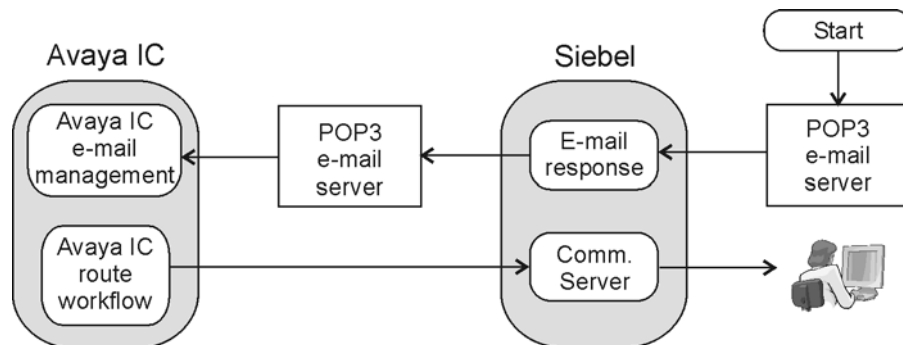 Start
Avaya IC
Siebel
Avaya IC
e-mail
management
POP3
e-mail
server
E-mail
response
POP3
e-mail
server
Avaya IC
route
workflow
Comm.
Server